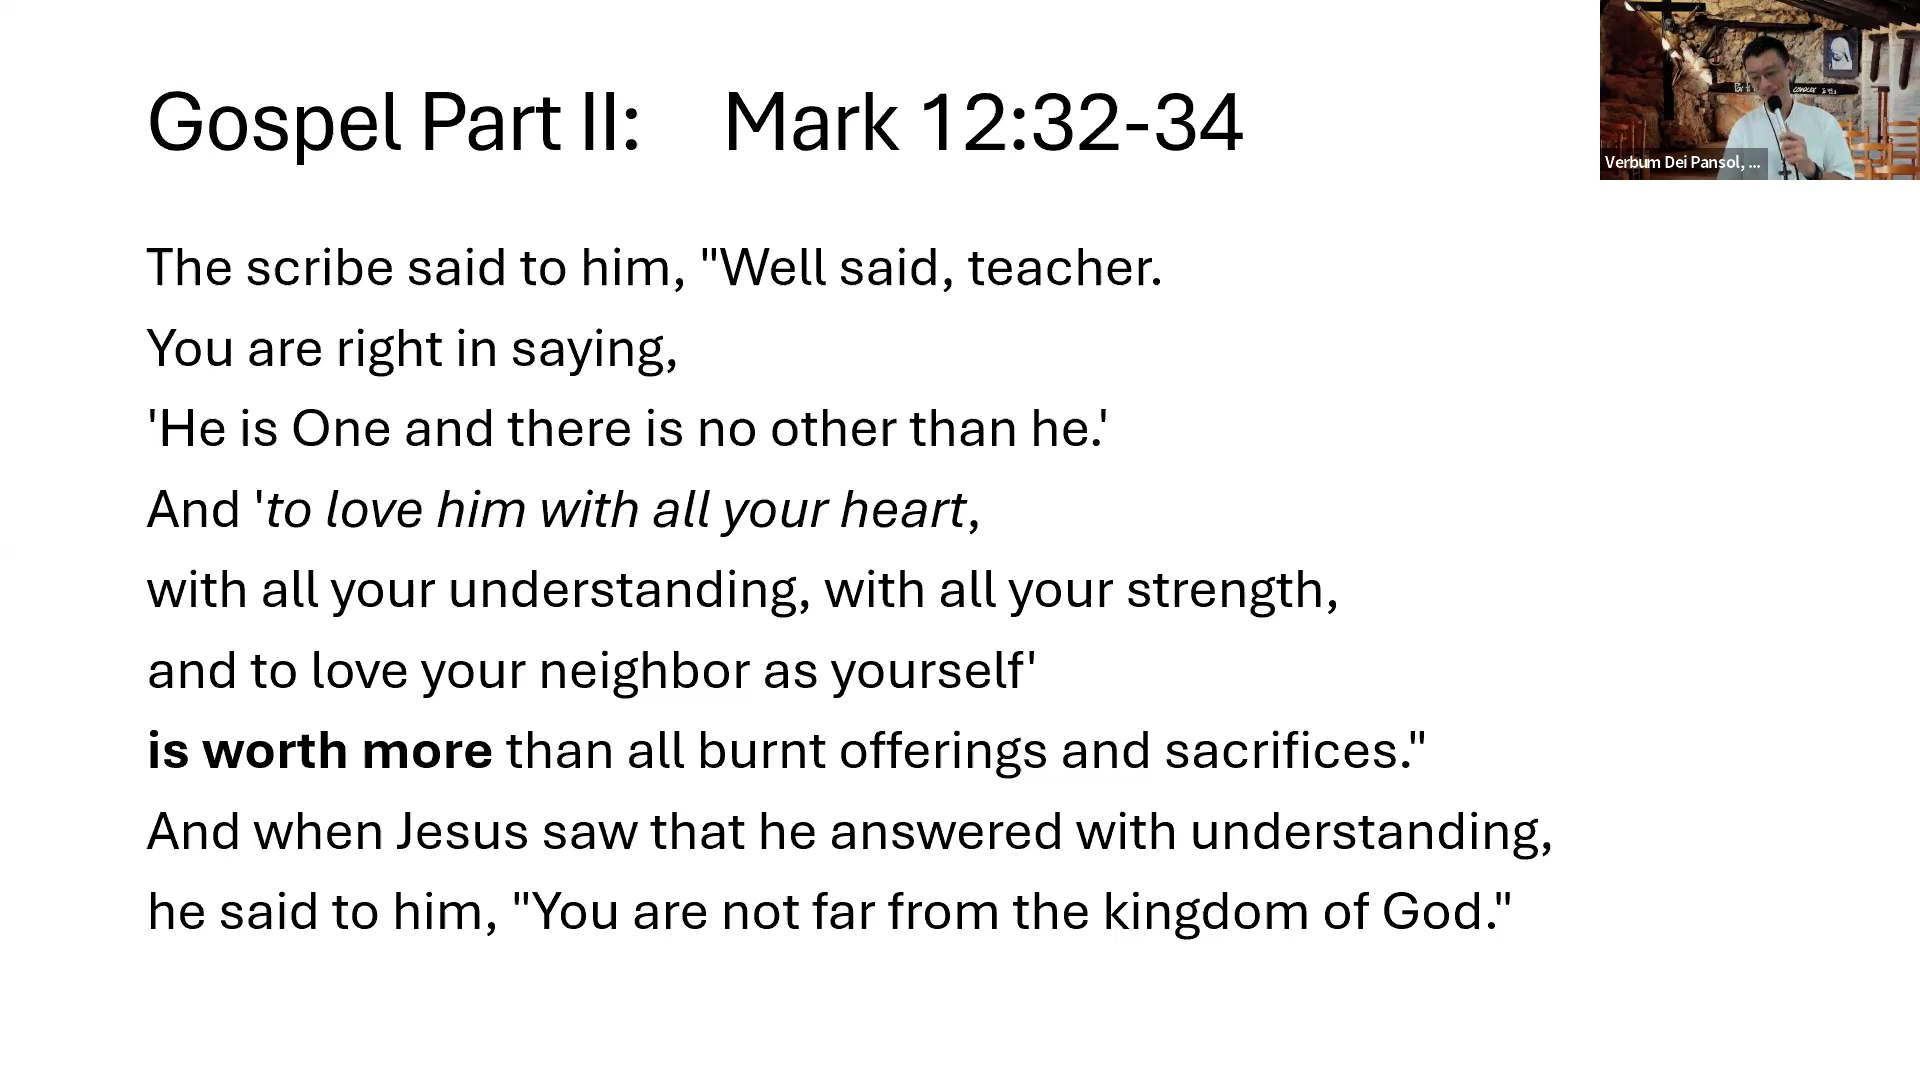 Gospel Part II: Mark 12:32-34
Verbum Dei Pansol, ...
The scribe said to him, "Well said, teacher.
You are right in saying,
'He is One and there is no other than he.'
And 'to love him with all your heart,
with all your understanding, with all your strength,
and to love your neighbor as yourself'
is worth more than all burnt offerings and sacrifices."
And when Jesus saw that he answered with understanding,
he said to him, "You are not far from the kingdom of God."